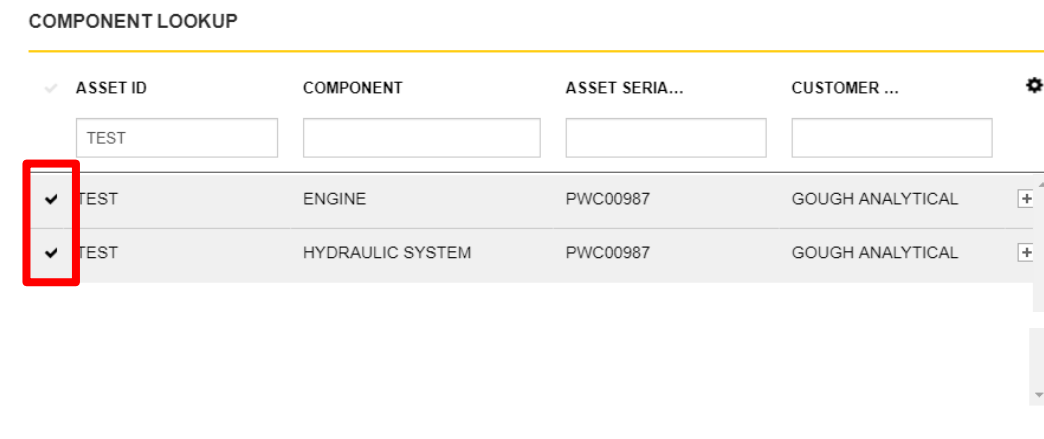 COMPONENT LOOKUP
ASSET ID COMPONENT ASSET SERIA... CUSTOMER ...
TEST
TEST ENGINE PWC00987 GOUGH ANALYTICAL
TEST HYDRAULIC SYSTEM PWC00987 GOUGH ANALYTICAL